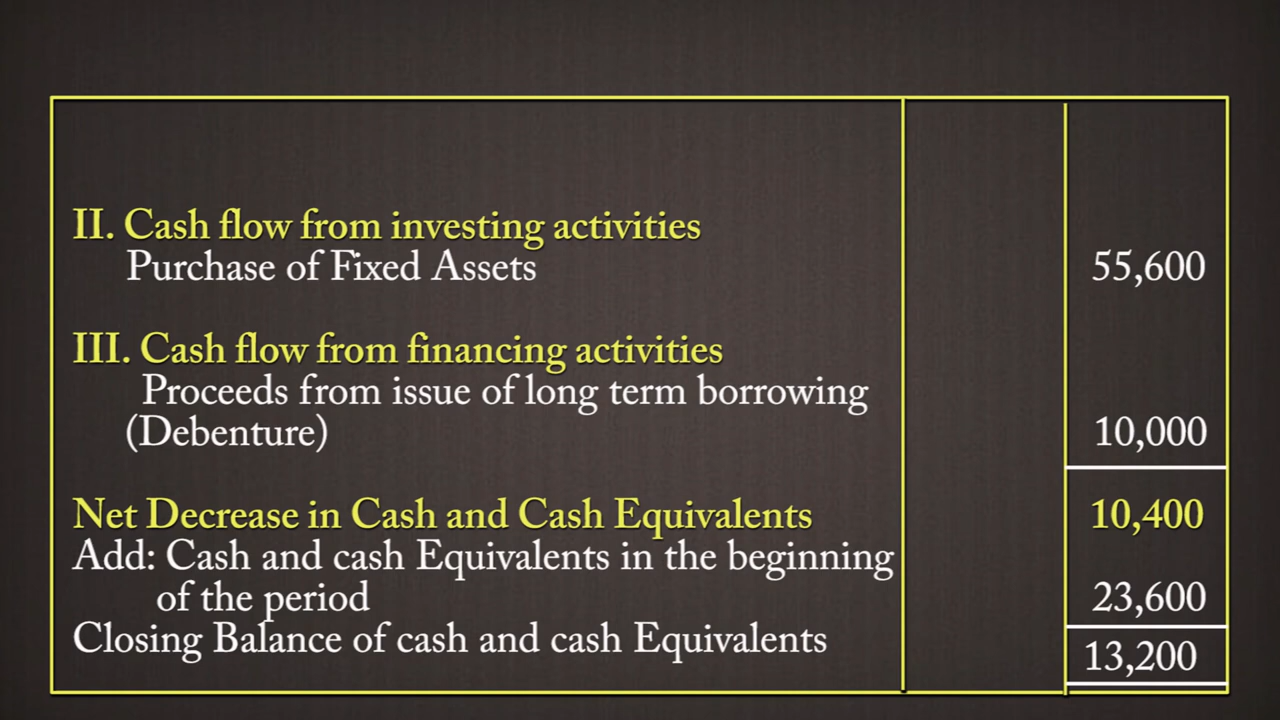 II. Cash flow from investing activities
Purchase of Fixed Assets 55,600
III. Cash flow from financing activities
Proceeds from issue of long term borrowing
(Debenture) 10,000
Net Decrease in Cash and Cash Equivalents 10,400
Add: Cash and cash Equivalents in the beginning
of the period 23,600
Closing Balance of cash and cash Equivalents 13,200